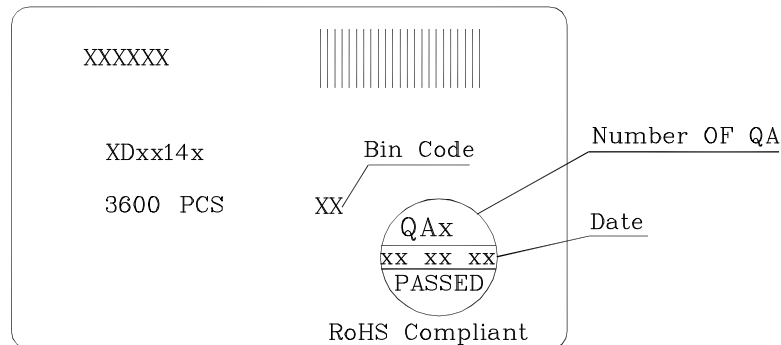 XXXXXX
XDxx14x
Bin Code
Number OF QA
3600 PCS
XX
QAx
Date
xx xx xx
PASSED
RoHS Compliant